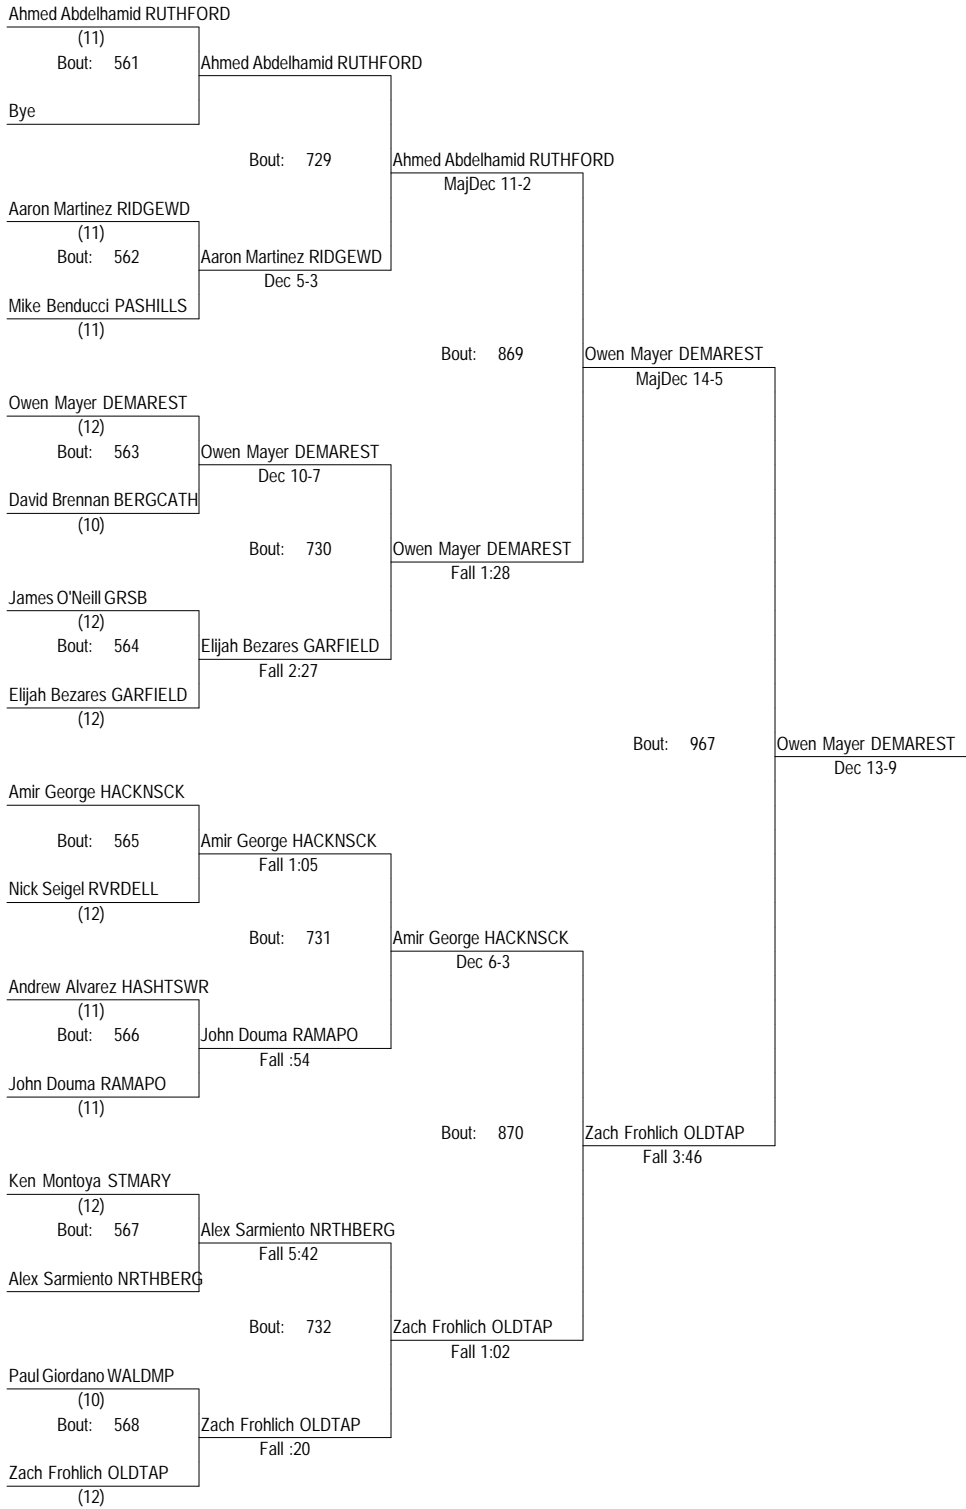 Ahmed Abdelhamid RUTHFORD
(11)
Bout: 561
Ahmed Abdelhamid RUTHFORD
Bye
Bout: 729
Ahmed Abdelhamid RUTHFORD
MajDec 11-2
Aaron Martinez RIDGEWD
(11)
Bout: 562
Aaron Martinez RIDGEWD
Dec 5-3
Mike Benducci PASHILLS
(11)
Bout: 869
Owen Mayer DEMAREST
MajDec 14-5
Owen Mayer DEMAREST
(12)
Bout: 563
Owen Mayer DEMAREST
Dec 10-7
David Brennan BERGCATH
(10)
Bout: 730
Owen Mayer DEMAREST
Fall 1:28
James O'Neill GRSB
(12)
Bout: 564
Elijah Bezares GARFIELD
Fall 2:27
Elijah Bezares GARFIELD
(12)
Bout: 967
Owen Mayer DEMAREST
Dec 13-9
Amir George HACKNSCK
Bout: 565
Amir George HACKNSCK
Fall 1:05
Nick Seigel RVRDELL
(12)
Bout: 731
Amir George HACKNSCK
Dec 6-3
Andrew Alvarez HASHTSWR
(11)
Bout: 566
John Douma RAMAPO
Fall :54
John Douma RAMAPO
(11)
Bout: 870
Zach Frohlich OLDTAP
Fall 3:46
Ken Montoya STMARY
(12)
Bout: 567
Alex Sarmiento NRTHBERG
Fall 5:42
Alex Sarmiento NRTHBERG
Bout: 732
Zach Frohlich OLDTAP
Fall 1:02
Paul Giordano WALDMP
(10)
Bout: 568
Zach Frohlich OLDTAP
Fall :20
Zach Frohlich OLDTAP
(12)